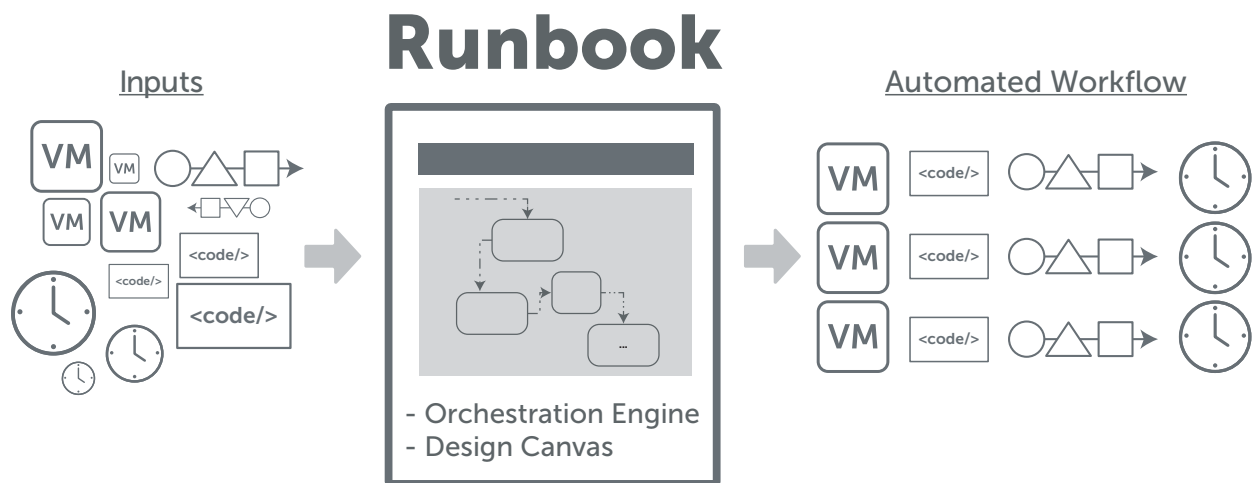 Runbook
Inputs
Automated Workflow
VM
VM
VM
VM
<code/>
<code/>
<code/>
...
- Orchestration Engine
- Design Canvas
VM
<code/>
VM
<code/>
VM
<code/>